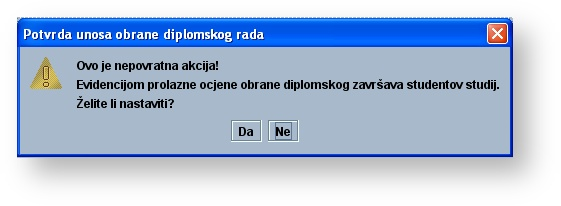 Potvrda unosa obrane diplomskog rada
Ovo je nepovratna akcija!
Evidencijom prolazne ocjene obrane diplomskog završava studentov studij.
Želite li nastaviti?
Da Ne